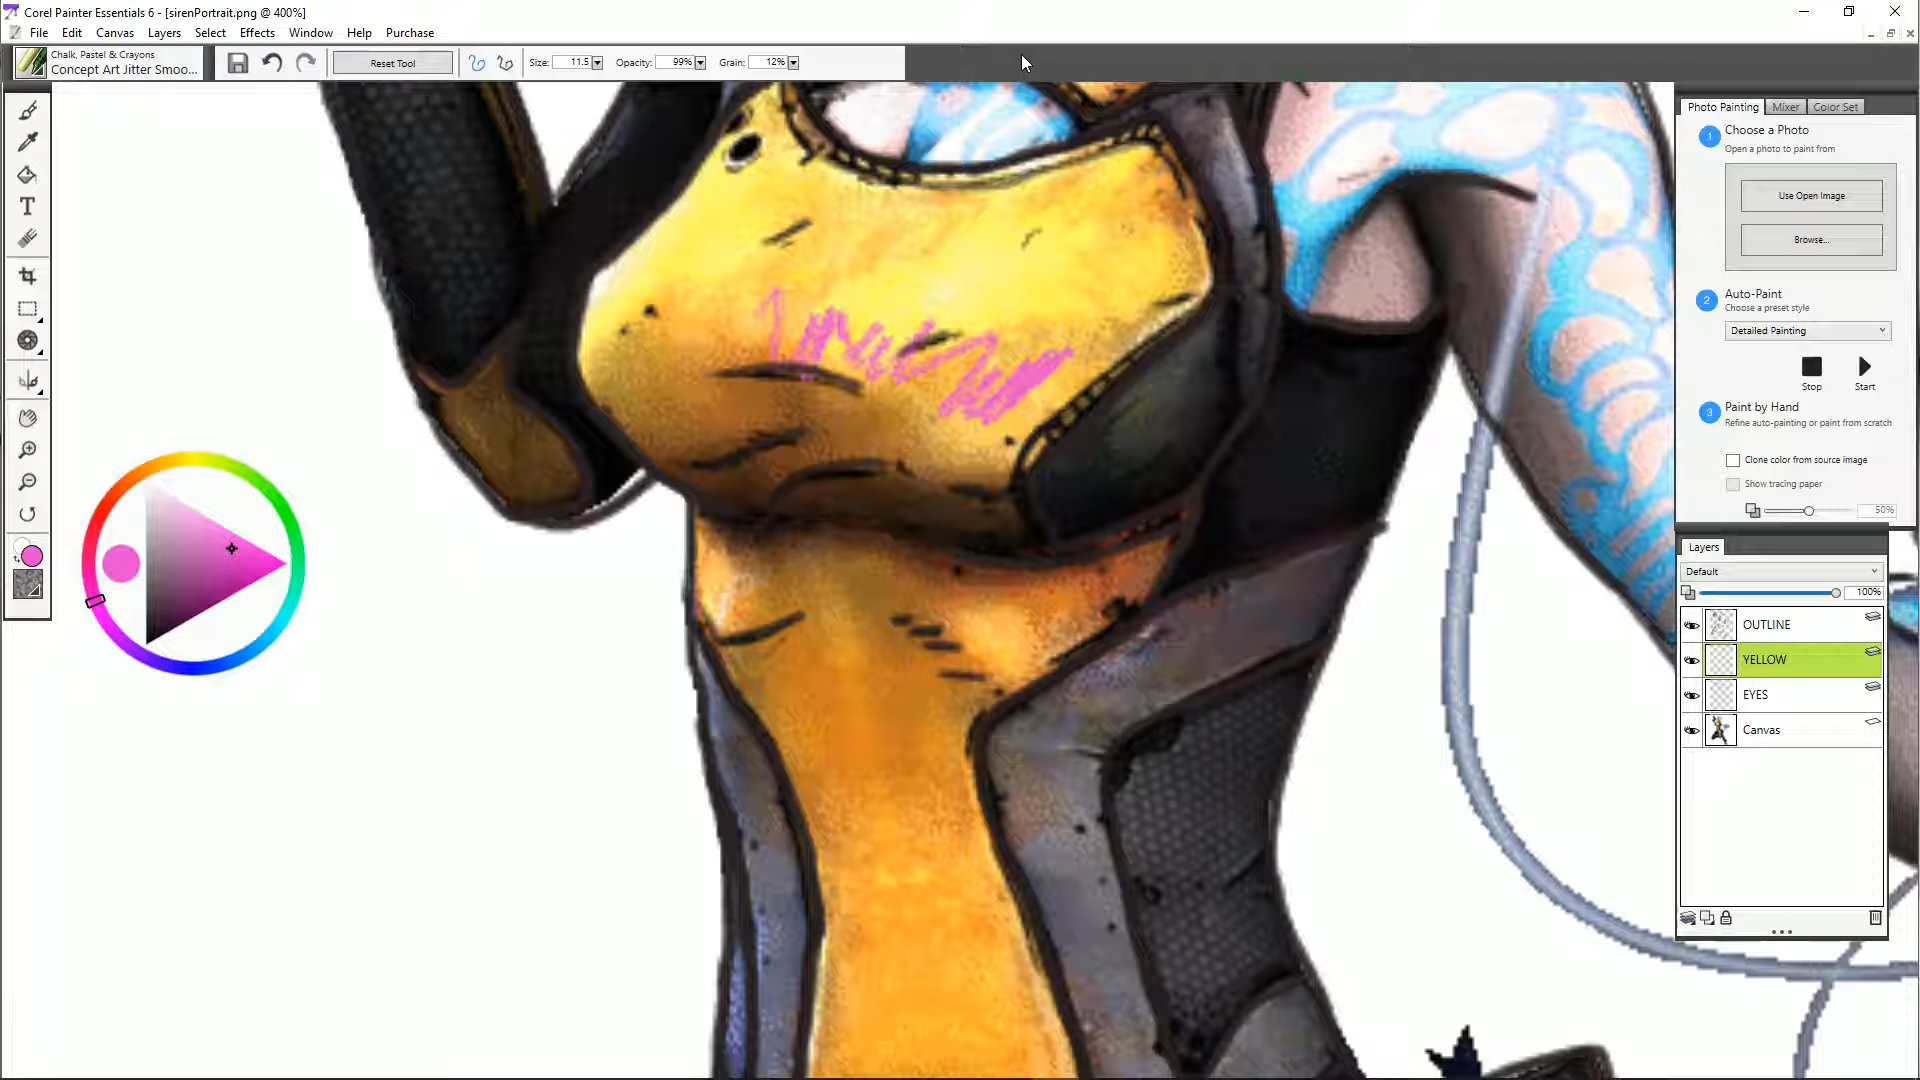 Corel Painter Essentials 6 - [sirenPortrait.png @ 400%]
File Edit Canvas Layers Select Effects Window Help Purchase
Chalk, Pastel & Crayons
Concept Art Jitter Smoo...
Reset Tool
Size: 11.5
Opacity: 99%
Grain: 12%
Photo Painting Mixer Color Set
1 Choose a Photo
Open a photo to paint from
Use Open Image
Browse...
2 Auto-Paint
Choose a preset style
Detailed Painting
Stop Start
3 Paint by Hand
Refine auto-painting or paint from scratch
Clone color from source image
Show tracing paper
50%
Layers
Default
100%
OUTLINE
YELLOW
EYES
Canvas